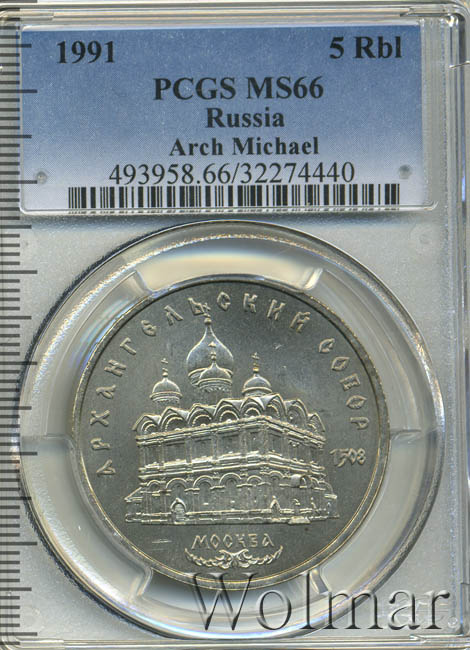 1991 5 Rbl
PCGS MS66
Russia
Arch Michael
493958.66/32274440
АРХАНГЕЛЬСКИЙ СОБОР
1508
МОСКВА
Wolmar